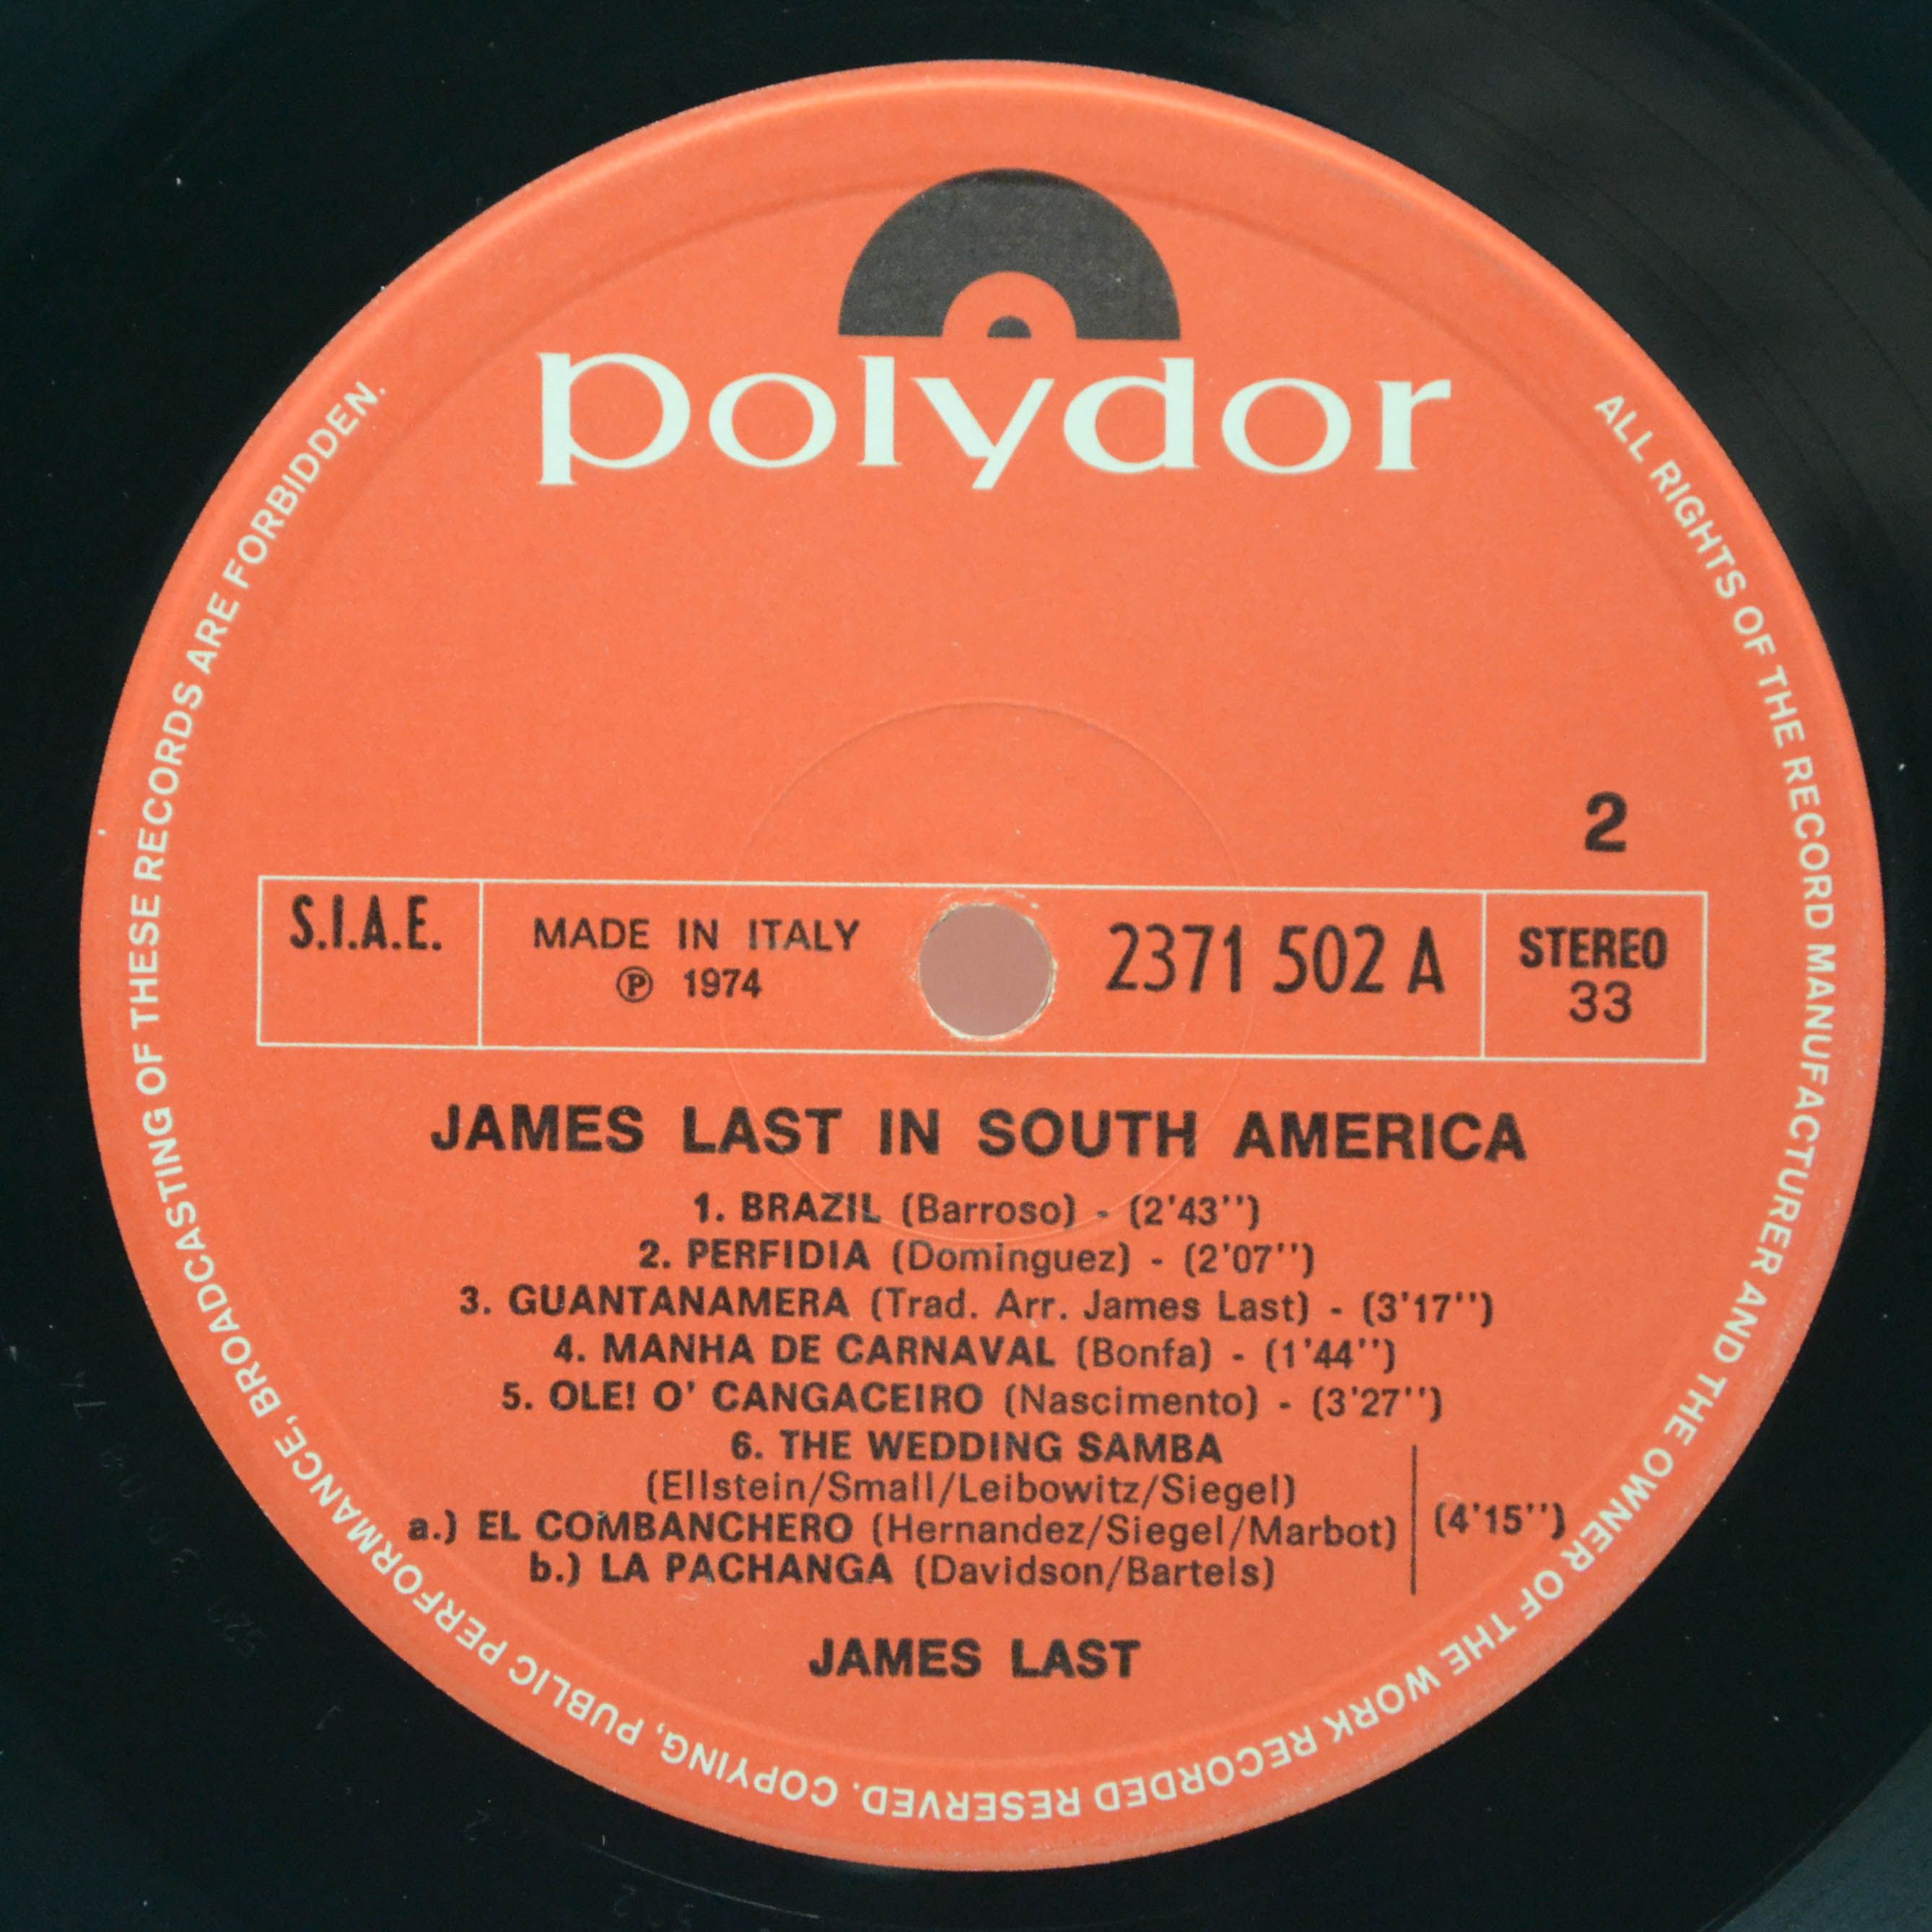 polydor
2
S.I.A.E.
MADE IN ITALY
Ⓟ 1974
2371 502 A
STEREO
33
JAMES LAST IN SOUTH AMERICA
1. BRAZIL (Barroso) - (2'43'')
2. PERFIDIA (Dominguez) - (2'07'')
3. GUANTANAMERA (Trad. Arr. James Last) - (3'17'')
4. MANHA DE CARNAVAL (Bonfa) - (1'44'')
5. OLE! O' CANGACEIRO (Nascimento) - (3'27'')
6. THE WEDDING SAMBA
(Ellstein/Small/Leibowitz/Siegel)
a.) EL COMBANCHERO (Hernandez/Siegel/Marbot)
(4'15'')
b.) LA PACHANGA (Davidson/Bartels)
JAMES LAST
ALL RIGHTS OF THE RECORD MANUFACTURER AND THE OWNER OF THE WORK RECORDED RESERVED. COPYING, PUBLIC PERFORMANCE, BROADCASTING OF THESE RECORDS ARE FORBIDDEN.